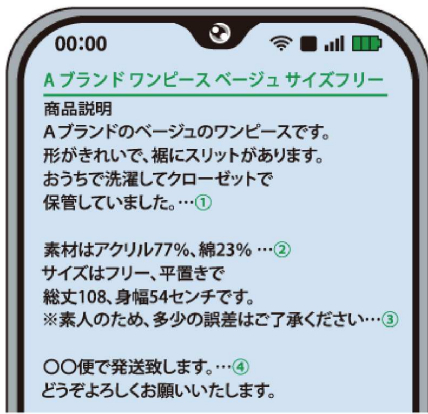 00:00
Aブランド ワンピース ベージュ サイズフリー
商品説明
Aブランドのベージュのワンピースです。
形がきれいで、裾にスリットがあります。
おうちで洗濯してクローゼットで
保管していました。…①
素材はアクリル77%、綿23% …②
サイズはフリー、平置きで
総丈108、身幅54センチです。
※素人のため、多少の誤差はご了承ください…③
〇〇便で発送致します。…④
どうぞよろしくお願いいたします。